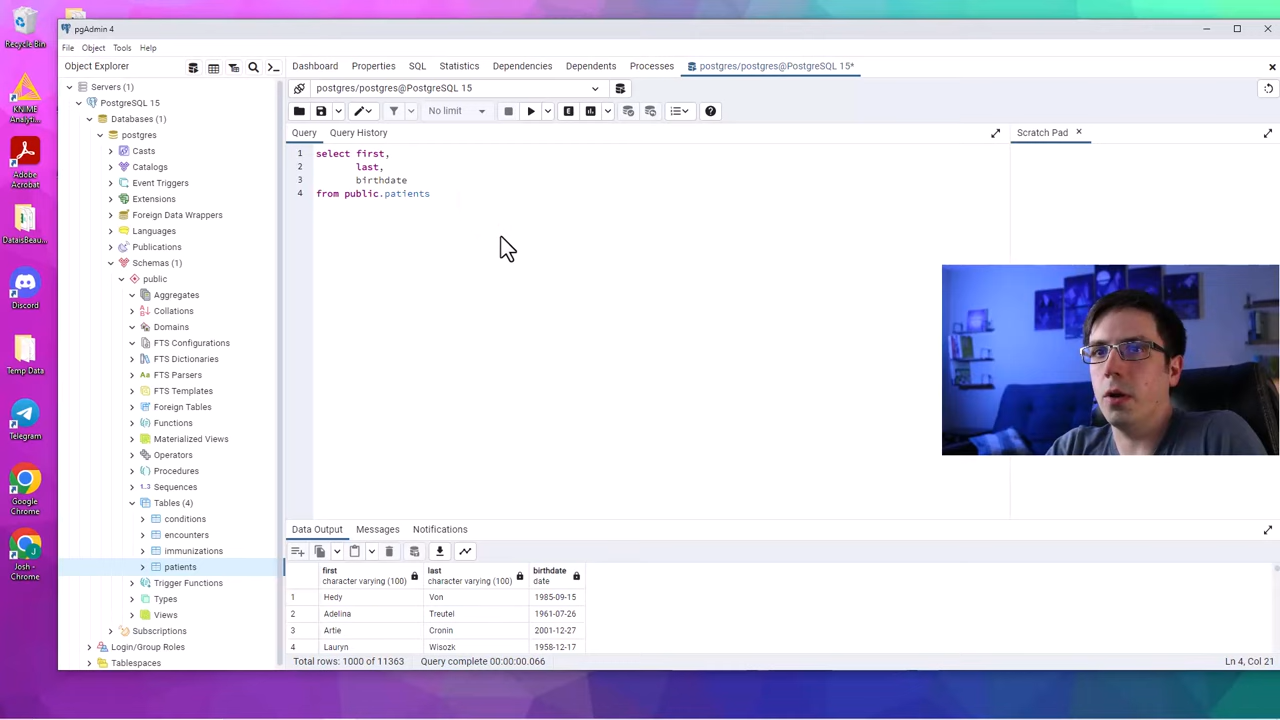 Recycle Bin
KNIME
Analyti...
Adobe
Acrobat
DataisBeau...
Discord
Temp Data
Telegram
Google
Chrome
Josh -
Chrome
pgAdmin 4
File Object Tools Help
Object Explorer
Dashboard Properties SQL Statistics Dependencies Dependents Processes postgres/postgres@PostgreSQL 15*
postgres/postgres@PostgreSQL 15
No limit
Query Query History
Scratch Pad
1 select first,
2 last,
3 birthdate
4 from public.patients
Servers (1)
PostgreSQL 15
Databases (1)
postgres
Casts
Catalogs
Event Triggers
Extensions
Foreign Data Wrappers
Languages
Publications
Schemas (1)
public
Aggregates
Collations
Domains
FTS Configurations
FTS Dictionaries
Aa FTS Parsers
FTS Templates
Foreign Tables
Functions
Materialized Views
Operators
Procedures
1..3 Sequences
Tables (4)
conditions
encounters
immunizations
patients
Trigger Functions
Types
Views
Subscriptions
Login/Group Roles
Tablespaces
Data Output Messages Notifications
first last birthdate
character varying (100) character varying (100) date
1 Hedy Von 1985-09-15
2 Adelina Treutel 1961-07-26
3 Artie Cronin 2001-12-27
4 Lauryn Wisozk 1958-12-17
Total rows: 1000 of 11363 Query complete 00:00:00.066 Ln 4, Col 21